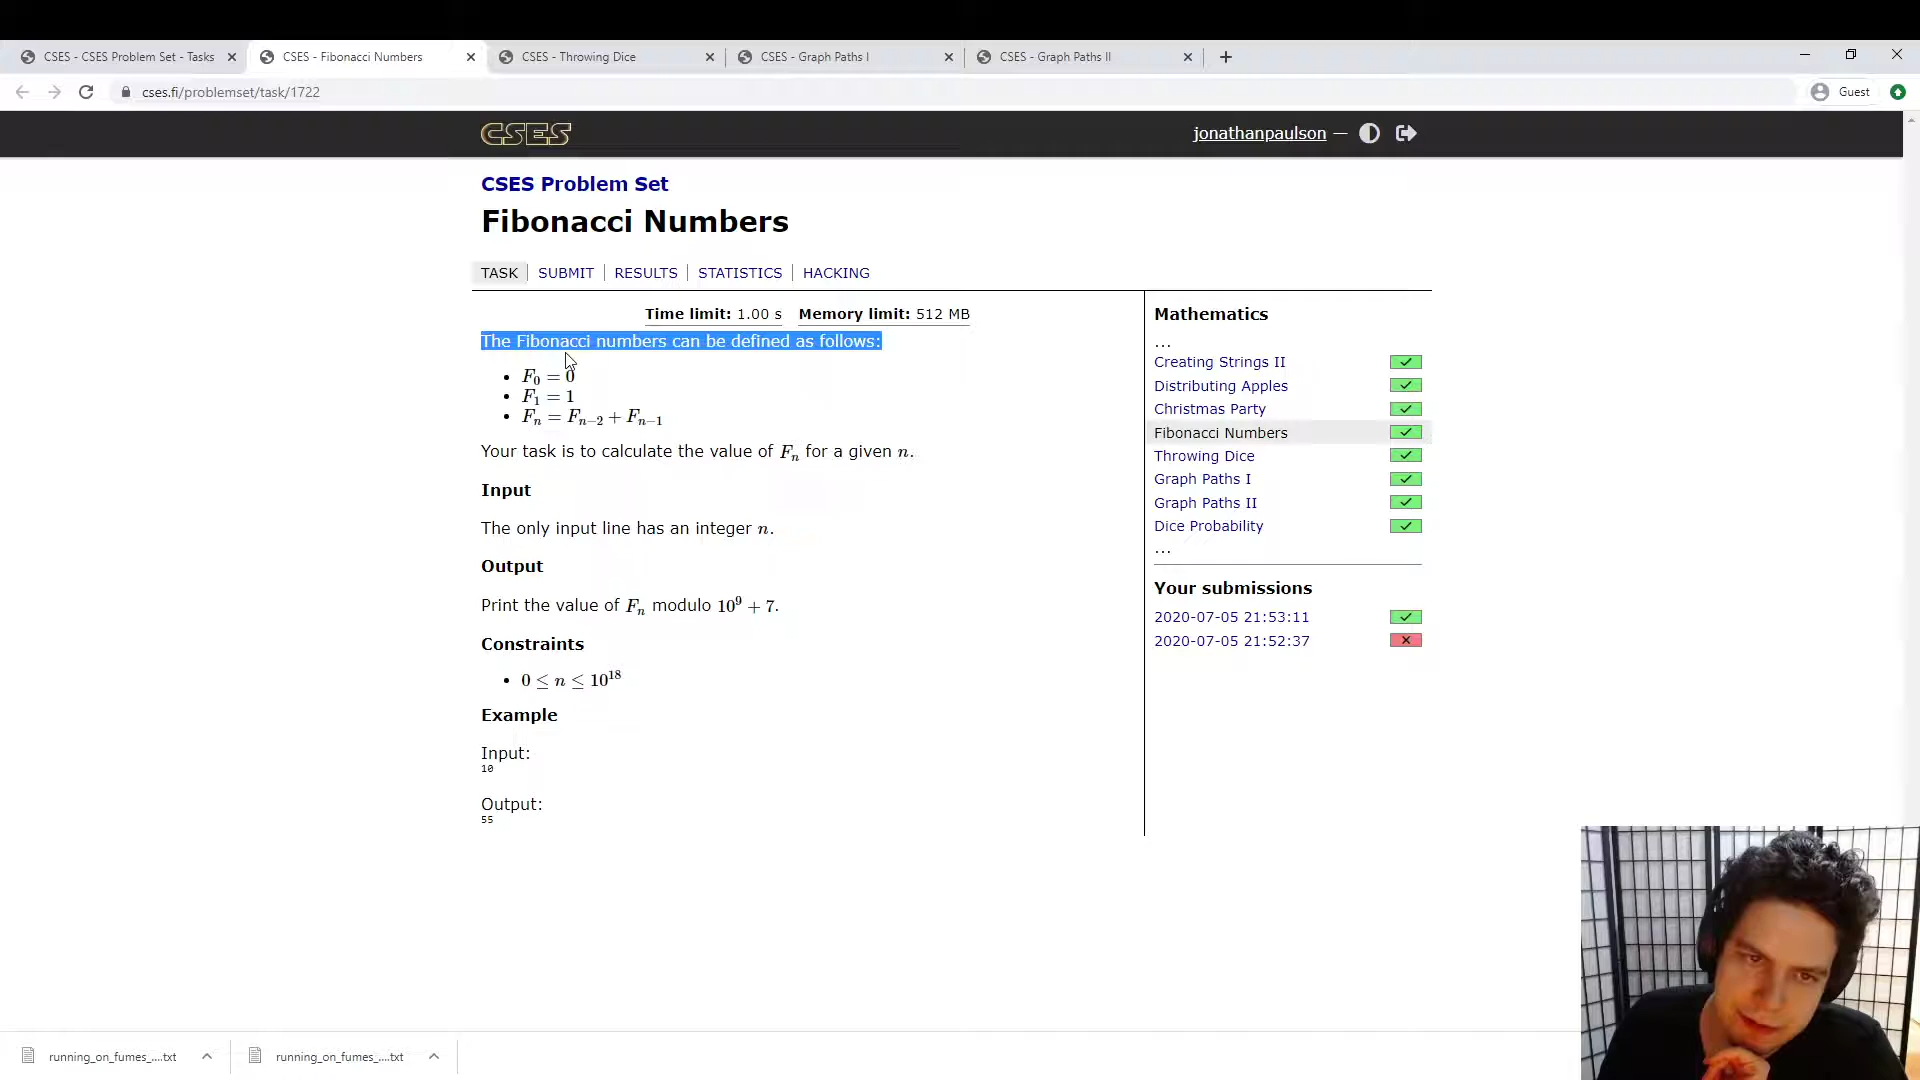 CSES - CSES Problem Set - Tasks
CSES - Fibonacci Numbers
CSES - Throwing Dice
CSES - Graph Paths I
CSES - Graph Paths II
cses.fi/problemset/task/1722
Guest
CSES
jonathanpaulson —
CSES Problem Set
Fibonacci Numbers
TASK
SUBMIT
RESULTS
STATISTICS
HACKING
Time limit: 1.00 s
Memory limit: 512 MB
The Fibonacci numbers can be defined as follows:
• F₀ = 0
• F₁ = 1
• Fₙ = Fₙ₋₂ + Fₙ₋₁
Your task is to calculate the value of Fₙ for a given n.
Input
The only input line has an integer n.
Output
Print the value of Fₙ modulo 10⁹ + 7.
Constraints
• 0 ≤ n ≤ 10¹⁸
Example
Input:
10
Output:
55
Mathematics
...
Creating Strings II
Distributing Apples
Christmas Party
Fibonacci Numbers
Throwing Dice
Graph Paths I
Graph Paths II
Dice Probability
...
Your submissions
2020-07-05 21:53:11
2020-07-05 21:52:37
running_on_fumes_....txt
running_on_fumes_....txt